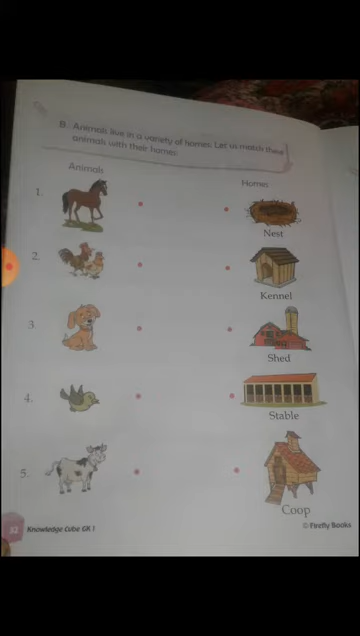 B. Animals live in a variety of homes. Let us match these
animals with their homes.
Animals
Homes
1.
Nest
2.
Kennel
3.
Shed
4.
Stable
5.
Coop
32 Knowledge Cube GK 1
© Firefly Books